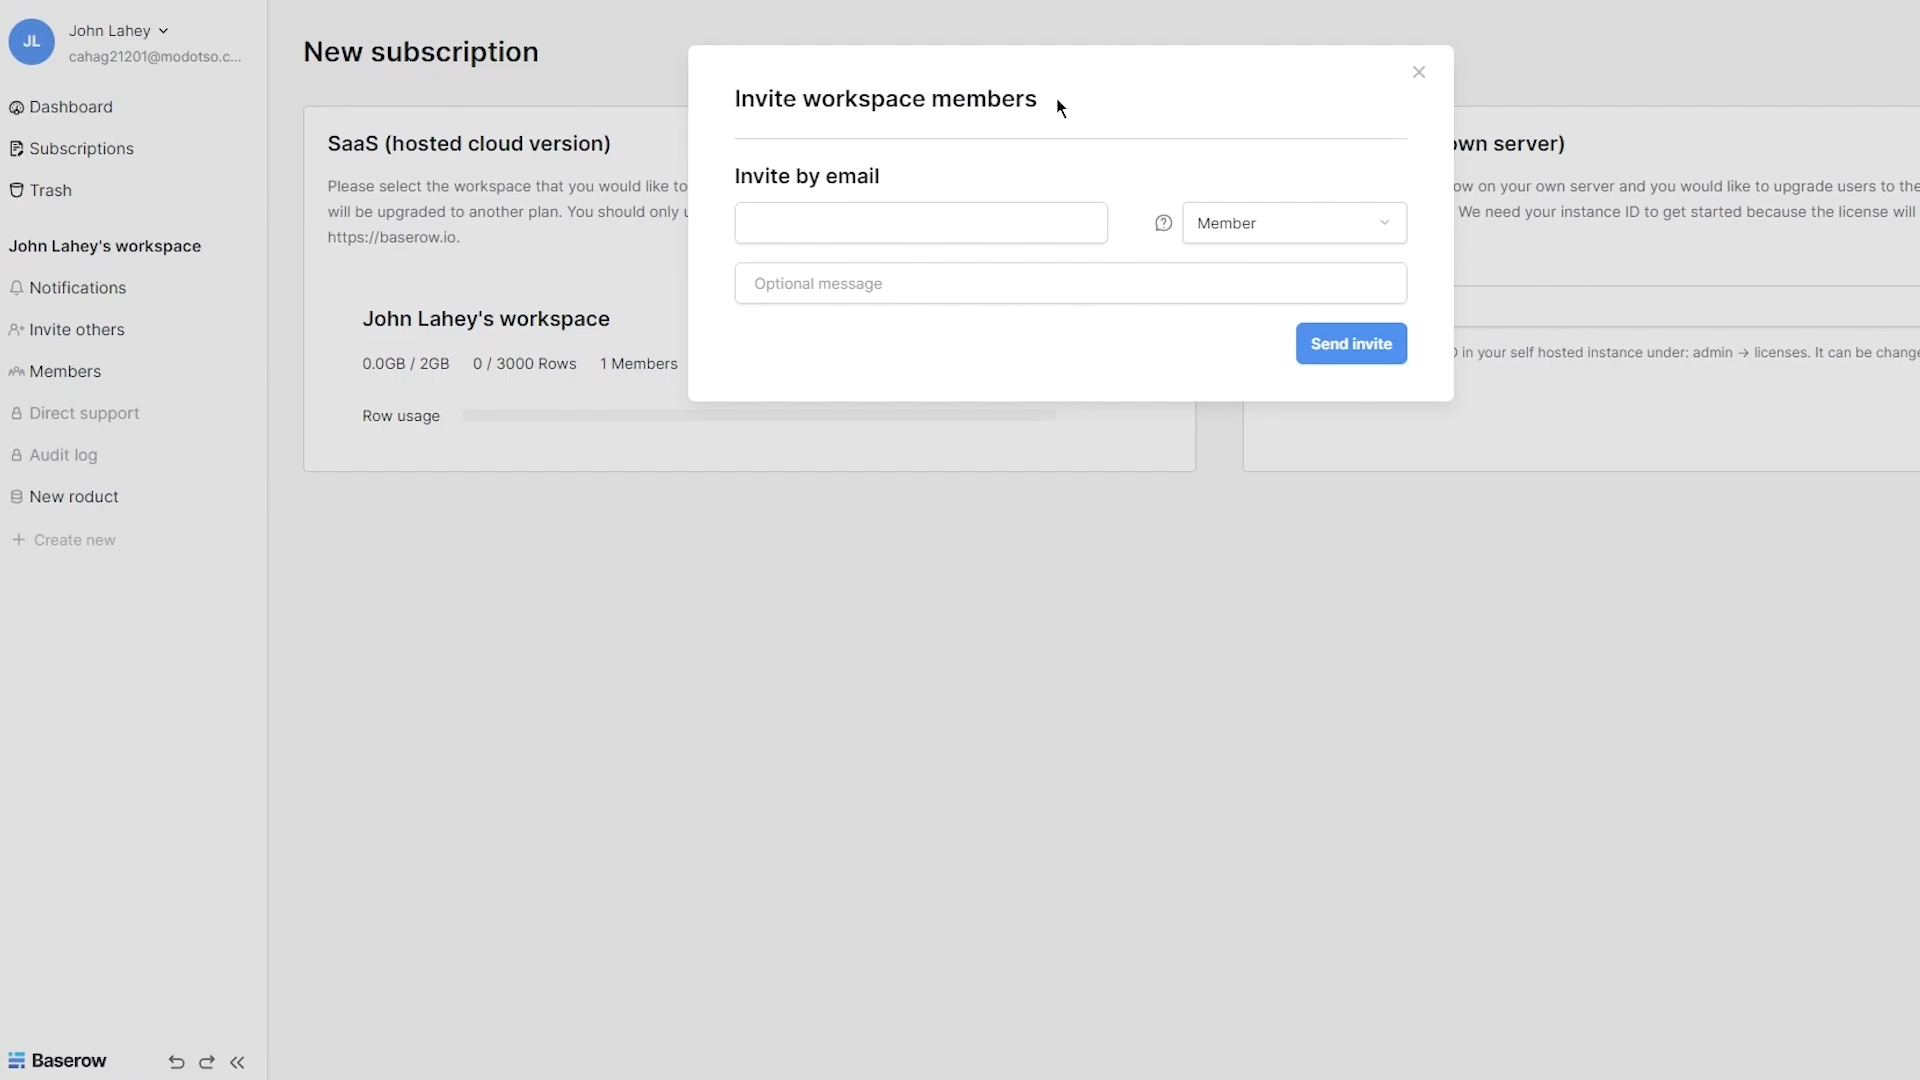 JL
John Lahey
cahag21201@modotso.c...
Dashboard
Subscriptions
Trash
John Lahey's workspace
Notifications
Invite others
Members
Direct support
Audit log
New roduct
Create new
Baserow
New subscription
SaaS (hosted cloud version)
Please select the workspace that you would like to
will be upgraded to another plan. You should only
https://baserow.io.
John Lahey's workspace
0.0GB / 2GB 0 / 3000 Rows 1 Members
Row usage
Invite workspace members
Invite by email
Member
Optional message
Send invite
own server)
ow on your own server and you would like to upgrade users to the
We need your instance ID to get started because the license will
in your self hosted instance under: admin → licenses. It can be change